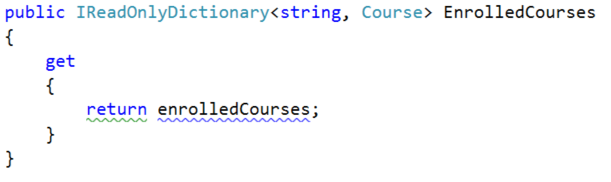 public IReadOnlyDictionary<string, Course> EnrolledCourses
{
    get
    {
        return enrolledCourses;
    }
}